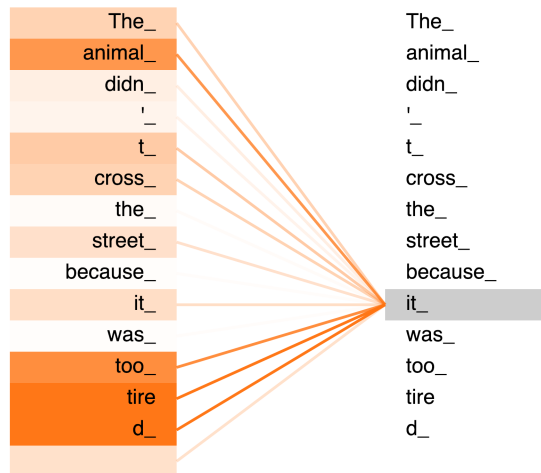 The_ The_
animal_ animal_
didn_ didn_
'_ '_
t_ t_
cross_ cross_
the_ the_
street_ street_
because_ because_
it_ it_
was_ was_
too_ too_
tire tire
d_ d_